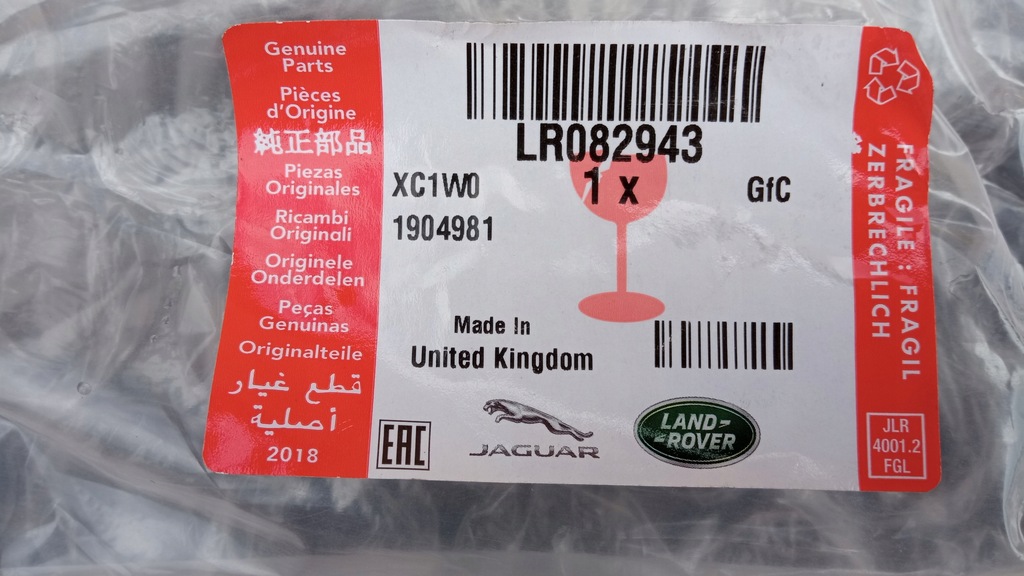 Genuine
Parts
Pièces
d'Origine
純正部品
Piezas
Originales
Ricambi
Originali
Originele
Onderdelen
Peças
Genuinas
Originalteile
قطع غيار
أصلية
2018
LR082943
1 x
XC1W0
GfC
1904981
Made In
United Kingdom
EAC
JAGUAR
LAND-
-ROVER
FRAGILE : FRAGIL
ZERBRECHLICH
JLR
4001.2
FGL